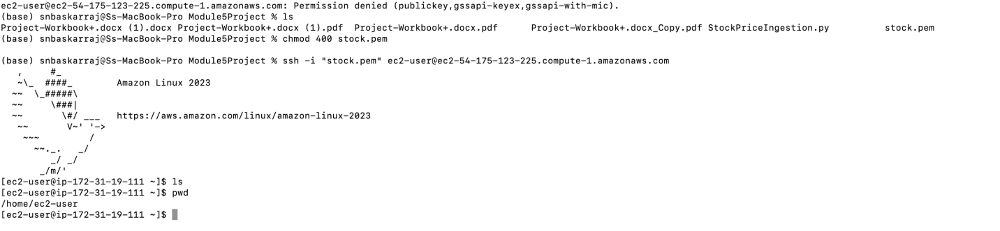 ec2-user@ec2-54-175-123-225.compute-1.amazonaws.com: Permission denied (publickey,gssapi-keyex,gssapi-with-mic).
(base) snbaskarraj@Ss-MacBook-Pro Module5Project % ls
Project-Workbook+.docx (1).docx Project-Workbook+.docx (1).pdf  Project-Workbook+.docx.pdf      Project-Workbook+.docx_Copy.pdf StockPriceIngestion.py          stock.pem
(base) snbaskarraj@Ss-MacBook-Pro Module5Project % chmod 400 stock.pem

(base) snbaskarraj@Ss-MacBook-Pro Module5Project % ssh -i "stock.pem" ec2-user@ec2-54-175-123-225.compute-1.amazonaws.com
   ,     #_
   ~\_  ####_        Amazon Linux 2023
  ~~  \_#####\
  ~~     \###|
  ~~       \#/ ___   https://aws.amazon.com/linux/amazon-linux-2023
   ~~       V~' '->
    ~~~         /
      ~~._.   _/
         _/ _/
       _/m/'
[ec2-user@ip-172-31-19-111 ~]$ ls
[ec2-user@ip-172-31-19-111 ~]$ pwd
/home/ec2-user
[ec2-user@ip-172-31-19-111 ~]$